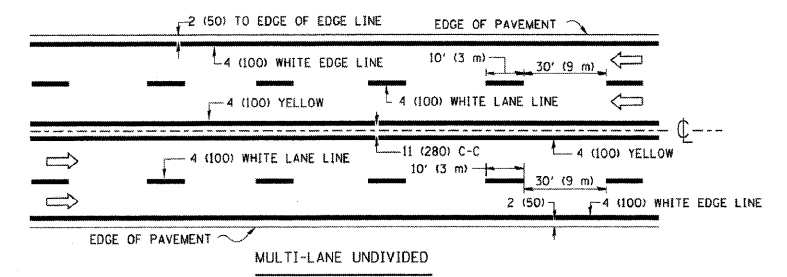 2 (50) TO EDGE OF EDGE LINE
EDGE OF PAVEMENT
4 (100) WHITE EDGE LINE
10' (3 m)
30' (9 m)
4 (100) YELLOW
4 (100) WHITE LANE LINE
℄
4 (100) WHITE LANE LINE
11 (280) C-C
4 (100) YELLOW
10' (3 m)
30' (9 m)
2 (50)
4 (100) WHITE EDGE LINE
EDGE OF PAVEMENT
MULTI-LANE UNDIVIDED